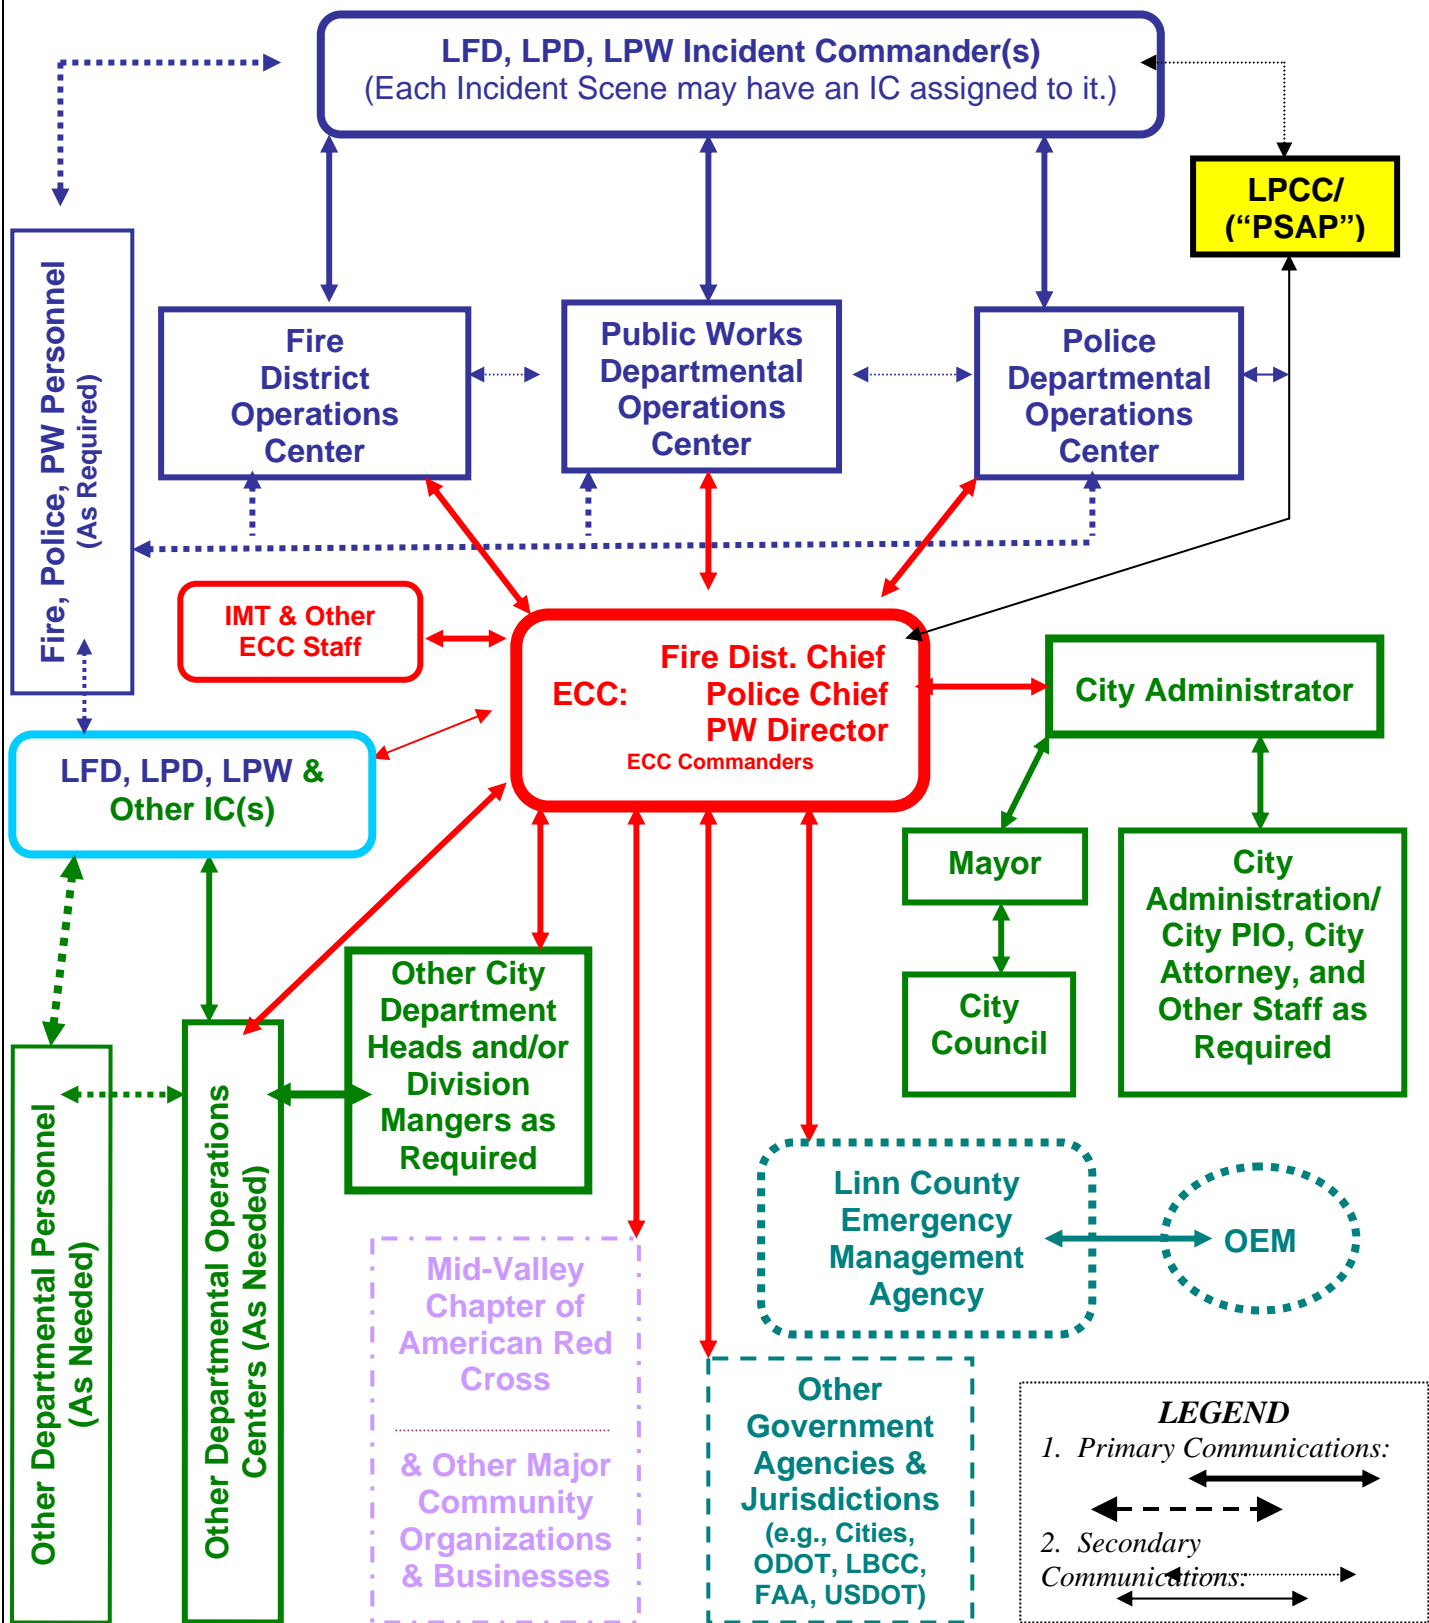 LFD, LPD, LPW Incident Commander(s)
(Each Incident Scene may have an IC assigned to it.)
LPCC/
(“PSAP”)
Fire, Police, PW Personnel
(As Required)
Fire
District
Operations
Center
Public Works
Departmental
Operations
Center
Police
Departmental
Operations
Center
IMT & Other
ECC Staff
Fire Dist. Chief
ECC: Police Chief
PW Director
ECC Commanders
City Administrator
LFD, LPD, LPW &
Other IC(s)
Mayor
City
Council
City
Administration/
City PIO, City
Attorney, and
Other Staff as
Required
Other City
Department
Heads and/or
Division
Mangers as
Required
Other Departmental Personnel
(As Needed)
Other Departmental Operations
Centers (As Needed)
Linn County
Emergency
Management
Agency
OEM
Mid-Valley
Chapter of
American Red
Cross
& Other Major
Community
Organizations
& Businesses
Other
Government
Agencies &
Jurisdictions
(e.g., Cities,
ODOT, LBCC,
FAA, USDOT)
LEGEND
1. Primary Communications:
2. Secondary
Communications: